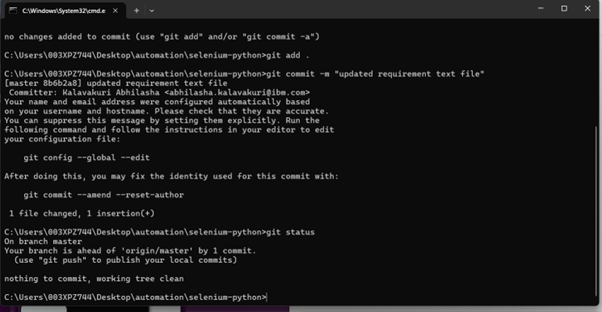 C:\Windows\System32\cmd.e
no changes added to commit (use "git add" and/or "git commit -a")
C:\Users\003XPZ744\Desktop\automation\selenium-python>git add .
C:\Users\003XPZ744\Desktop\automation\selenium-python>git commit -m "updated requirement text file"
[master 8b6b2a8] updated requirement text file
Committer: Kalavakuri Abhilasha <abhilasha.kalavakuri@ibm.com>
Your name and email address were configured automatically based
on your username and hostname. Please check that they are accurate.
You can suppress this message by setting them explicitly. Run the
following command and follow the instructions in your editor to edit
your configuration file:
git config --global --edit
After doing this, you may fix the identity used for this commit with:
git commit --amend --reset-author
1 file changed, 1 insertion(+)
C:\Users\003XPZ744\Desktop\automation\selenium-python>git status
On branch master
Your branch is ahead of 'origin/master' by 1 commit.
(use "git push" to publish your local commits)
nothing to commit, working tree clean
C:\Users\003XPZ744\Desktop\automation\selenium-python>